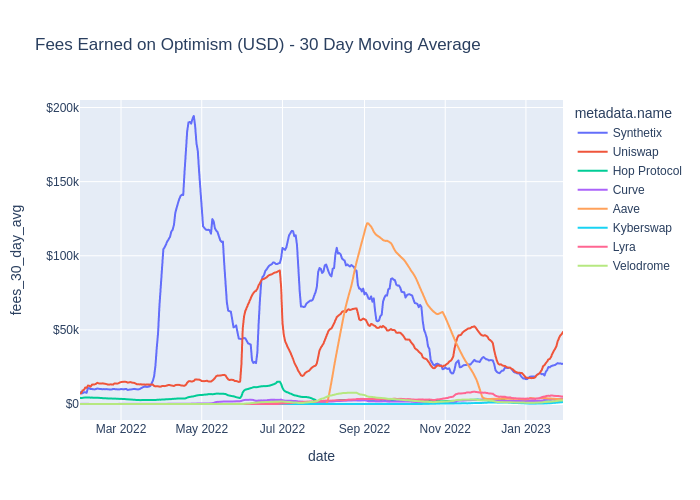 Fees Earned on Optimism (USD) - 30 Day Moving Average
metadata.name
Synthetix
Uniswap
Hop Protocol
Curve
Aave
Kyberswap
Lyra
Velodrome
fees_30_day_avg
$200k
$150k
$100k
$50k
$0
Mar 2022
May 2022
Jul 2022
Sep 2022
Nov 2022
Jan 2023
date